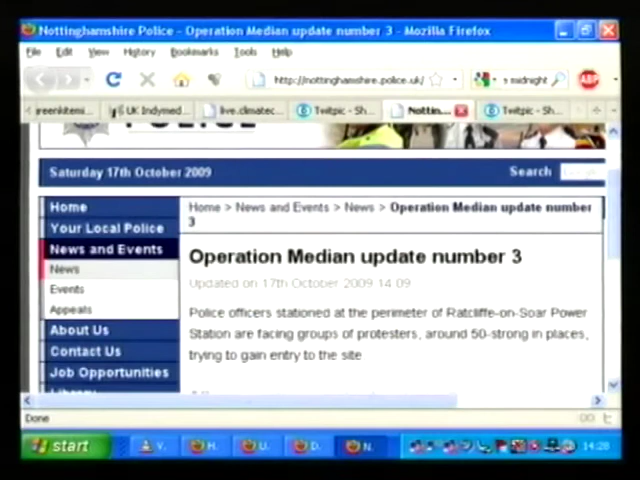 Nottinghamshire Police - Operation Median update number 3 - Mozilla Firefox
File Edit View History Bookmarks Tools Help
http://nottinghamshire.police.uk/
midnight
ABP
greenkitemi...
UK Indymed...
live.climatec...
Twitpic - Sh...
Nottin...
Twitpic - Sh...
Saturday 17th October 2009
Search
Home
Your Local Police
News and Events
News
Events
Appeals
About Us
Contact Us
Job Opportunities
Library
Home > News and Events > News > Operation Median update number
3
Operation Median update number 3
Updated on 17th October 2009 14:09
Police officers stationed at the perimeter of Ratcliffe-on-Soar Power
Station are facing groups of protesters, around 50-strong in places,
trying to gain entry to the site
Done
start
V.
H.
U.
D.
N.
14:28